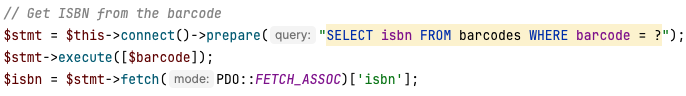 // Get ISBN from the barcode
$stmt = $this->connect()->prepare( query: "SELECT isbn FROM barcodes WHERE barcode = ?");
$stmt->execute([$barcode]);
$isbn = $stmt->fetch( mode: PDO::FETCH_ASSOC)['isbn'];